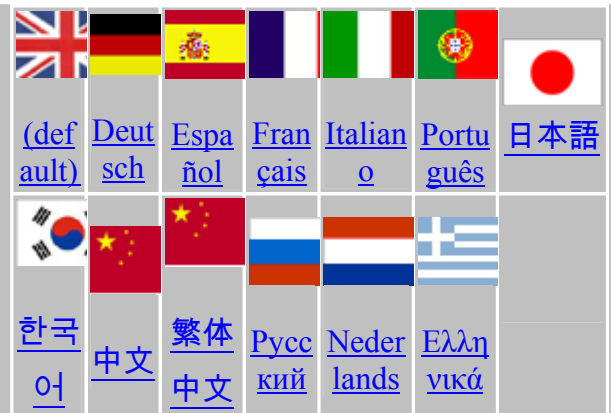 (def
ault)
Deut
sch
Espa
ñol
Fran
çais
Italian
o
Portu
guês
日本語
한국
어
中文
繁体
中文
Русс
кий
Neder
lands
Ελλη
νικά